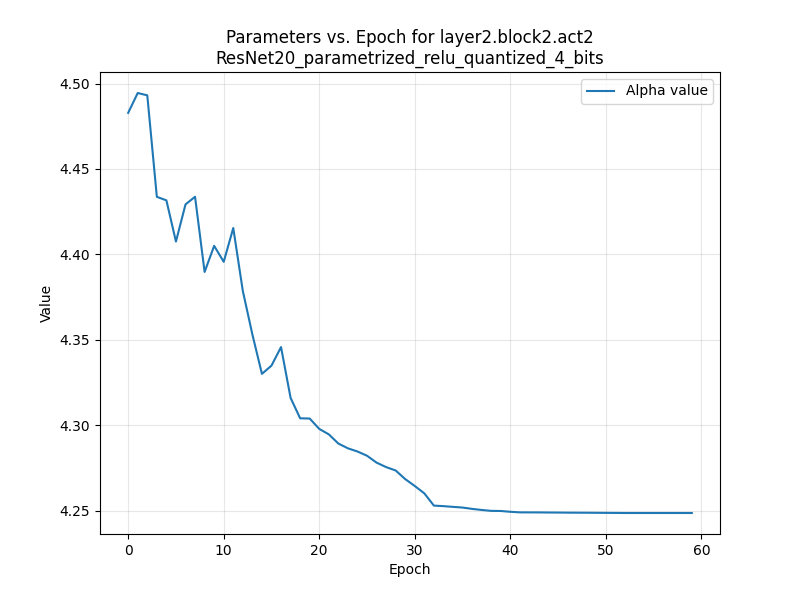 Parameters vs. Epoch for layer2.block2.act2
ResNet20_parametrized_relu_quantized_4_bits
Alpha value
4.50
4.45
4.40
4.35
4.30
4.25
Value
0 10 20 30 40 50 60
Epoch